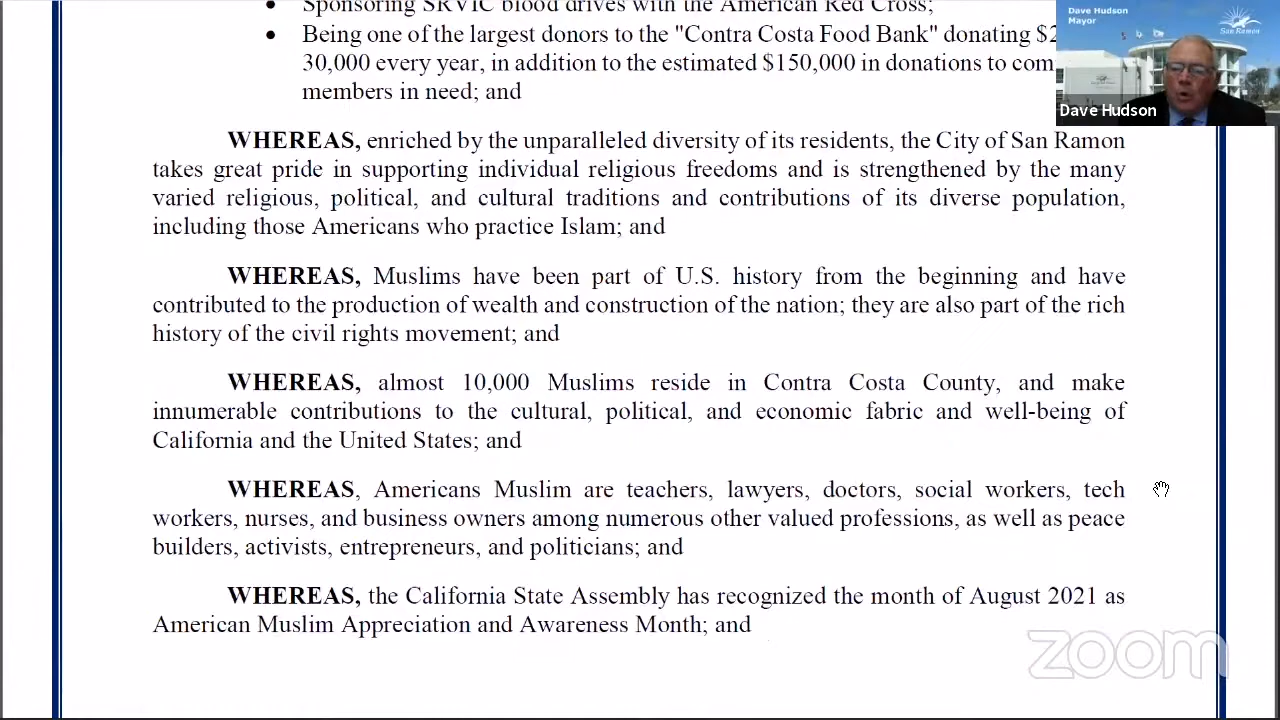 Sponsoring SRVIC blood drives with the American Red Cross;
Being one of the largest donors to the "Contra Costa Food Bank" donating $2
30,000 every year, in addition to the estimated $150,000 in donations to com
members in need; and
WHEREAS, enriched by the unparalleled diversity of its residents, the City of San Ramon
takes great pride in supporting individual religious freedoms and is strengthened by the many
varied religious, political, and cultural traditions and contributions of its diverse population,
including those Americans who practice Islam; and
WHEREAS, Muslims have been part of U.S. history from the beginning and have
contributed to the production of wealth and construction of the nation; they are also part of the rich
history of the civil rights movement; and
WHEREAS, almost 10,000 Muslims reside in Contra Costa County, and make
innumerable contributions to the cultural, political, and economic fabric and well-being of
California and the United States; and
WHEREAS, Americans Muslim are teachers, lawyers, doctors, social workers, tech
workers, nurses, and business owners among numerous other valued professions, as well as peace
builders, activists, entrepreneurs, and politicians; and
WHEREAS, the California State Assembly has recognized the month of August 2021 as
American Muslim Appreciation and Awareness Month; and
Dave Hudson
Mayor
San Ramon
Dave Hudson
zoom